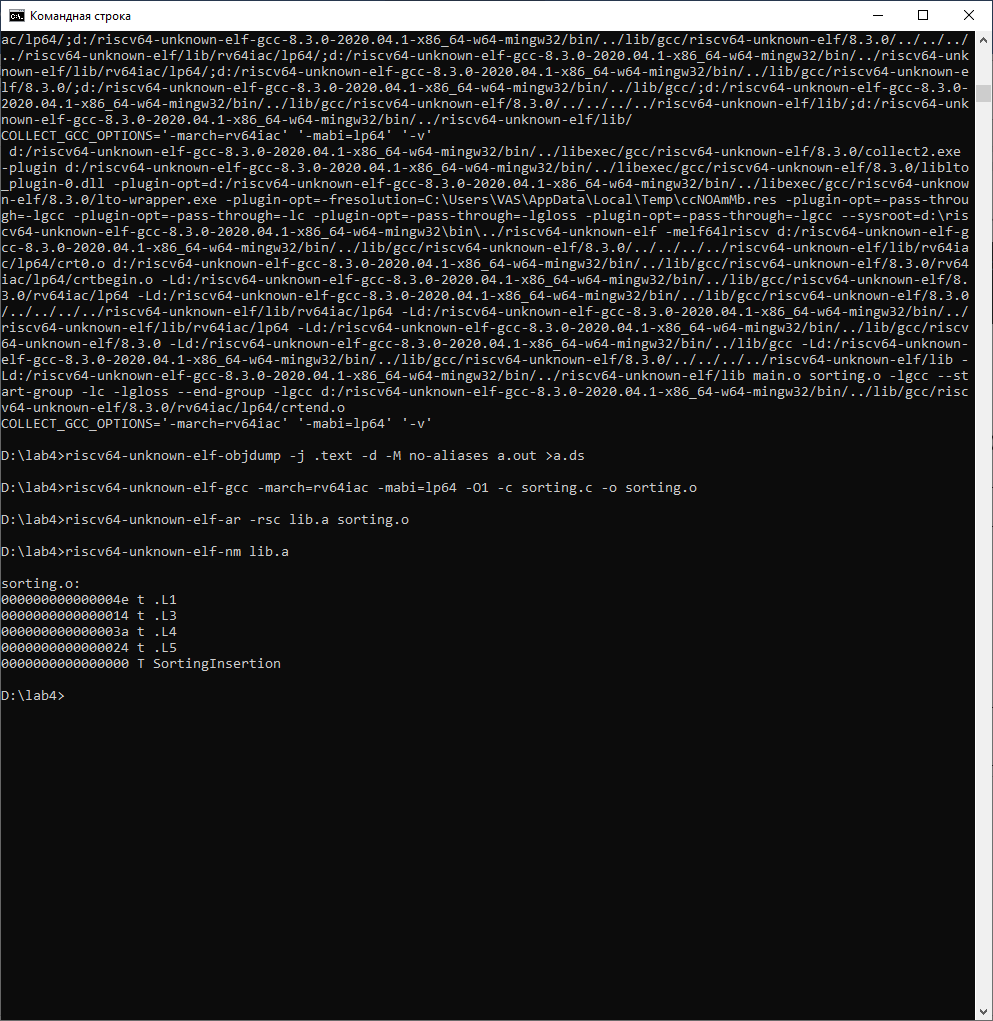 Командная строка
ac/lp64/;d:/riscv64-unknown-elf-gcc-8.3.0-2020.04.1-x86_64-w64-mingw32/bin/../lib/gcc/riscv64-unknown-elf/8.3.0/../../../
../riscv64-unknown-elf/lib/rv64iac/lp64/;d:/riscv64-unknown-elf-gcc-8.3.0-2020.04.1-x86_64-w64-mingw32/bin/../riscv64-unk
nown-elf/lib/rv64iac/lp64/;d:/riscv64-unknown-elf-gcc-8.3.0-2020.04.1-x86_64-w64-mingw32/bin/../lib/gcc/riscv64-unknown-e
lf/8.3.0/;d:/riscv64-unknown-elf-gcc-8.3.0-2020.04.1-x86_64-w64-mingw32/bin/../lib/gcc/;d:/riscv64-unknown-elf-gcc-8.3.0-
2020.04.1-x86_64-w64-mingw32/bin/../lib/gcc/riscv64-unknown-elf/8.3.0/../../../../riscv64-unknown-elf/lib/;d:/riscv64-unk
nown-elf-gcc-8.3.0-2020.04.1-x86_64-w64-mingw32/bin/../riscv64-unknown-elf/lib/
COLLECT_GCC_OPTIONS='-march=rv64iac' '-mabi=lp64' '-v'
d:/riscv64-unknown-elf-gcc-8.3.0-2020.04.1-x86_64-w64-mingw32/bin/../libexec/gcc/riscv64-unknown-elf/8.3.0/collect2.exe
-plugin d:/riscv64-unknown-elf-gcc-8.3.0-2020.04.1-x86_64-w64-mingw32/bin/../libexec/gcc/riscv64-unknown-elf/8.3.0/liblto
_plugin-0.dll -plugin-opt=d:/riscv64-unknown-elf-gcc-8.3.0-2020.04.1-x86_64-w64-mingw32/bin/../libexec/gcc/riscv64-unknow
n-elf/8.3.0/lto-wrapper.exe -plugin-opt=-fresolution=C:\Users\VAS\AppData\Local\Temp\ccNOAmMb.res -plugin-opt=-pass-throu
gh=-lgcc -plugin-opt=-pass-through=-lc -plugin-opt=-pass-through=-lgloss -plugin-opt=-pass-through=-lgcc --sysroot=d:\ris
cv64-unknown-elf-gcc-8.3.0-2020.04.1-x86_64-w64-mingw32\bin\../riscv64-unknown-elf -melf64lriscv d:/riscv64-unknown-elf-g
cc-8.3.0-2020.04.1-x86_64-w64-mingw32/bin/../lib/gcc/riscv64-unknown-elf/8.3.0/../../../../riscv64-unknown-elf/lib/rv64ia
c/lp64/crt0.o d:/riscv64-unknown-elf-gcc-8.3.0-2020.04.1-x86_64-w64-mingw32/bin/../lib/gcc/riscv64-unknown-elf/8.3.0/rv64
iac/lp64/crtbegin.o -Ld:/riscv64-unknown-elf-gcc-8.3.0-2020.04.1-x86_64-w64-mingw32/bin/../lib/gcc/riscv64-unknown-elf/8.
3.0/rv64iac/lp64 -Ld:/riscv64-unknown-elf-gcc-8.3.0-2020.04.1-x86_64-w64-mingw32/bin/../lib/gcc/riscv64-unknown-elf/8.3.0
/../../../../riscv64-unknown-elf/lib/rv64iac/lp64 -Ld:/riscv64-unknown-elf-gcc-8.3.0-2020.04.1-x86_64-w64-mingw32/bin/../
riscv64-unknown-elf/lib/rv64iac/lp64 -Ld:/riscv64-unknown-elf-gcc-8.3.0-2020.04.1-x86_64-w64-mingw32/bin/../lib/gcc/riscv
64-unknown-elf/8.3.0 -Ld:/riscv64-unknown-elf-gcc-8.3.0-2020.04.1-x86_64-w64-mingw32/bin/../lib/gcc -Ld:/riscv64-unknown-
elf-gcc-8.3.0-2020.04.1-x86_64-w64-mingw32/bin/../lib/gcc/riscv64-unknown-elf/8.3.0/../../../../riscv64-unknown-elf/lib -
Ld:/riscv64-unknown-elf-gcc-8.3.0-2020.04.1-x86_64-w64-mingw32/bin/../riscv64-unknown-elf/lib main.o sorting.o -lgcc --st
art-group -lc -lgloss --end-group -lgcc d:/riscv64-unknown-elf-gcc-8.3.0-2020.04.1-x86_64-w64-mingw32/bin/../lib/gcc/risc
v64-unknown-elf/8.3.0/rv64iac/lp64/crtend.o
COLLECT_GCC_OPTIONS='-march=rv64iac' '-mabi=lp64' '-v'
D:\lab4>riscv64-unknown-elf-objdump -j .text -d -M no-aliases a.out >a.ds
D:\lab4>riscv64-unknown-elf-gcc -march=rv64iac -mabi=lp64 -O1 -c sorting.c -o sorting.o
D:\lab4>riscv64-unknown-elf-ar -rsc lib.a sorting.o
D:\lab4>riscv64-unknown-elf-nm lib.a
sorting.o:
000000000000004e t .L1
0000000000000014 t .L3
000000000000003a t .L4
0000000000000024 t .L5
0000000000000000 T SortingInsertion
D:\lab4>